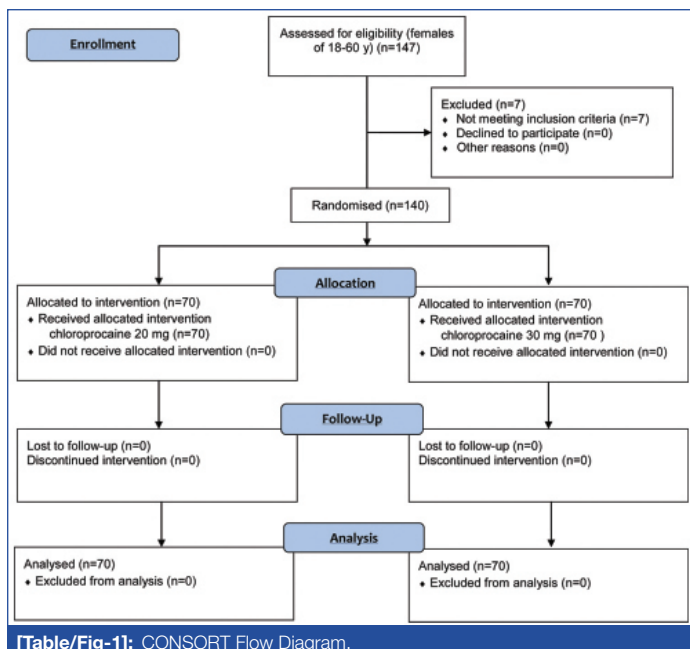 Enrollment
Assessed for eligibility (females
of 18-60 y) (n=147)
Excluded (n=7)
♦ Not meeting inclusion criteria (n=7)
♦ Declined to participate (n=0)
♦ Other reasons (n=0)
Randomised (n=140)
Allocation
Allocated to intervention (n=70)
♦ Received allocated intervention
chloroprocaine 20 mg (n=70)
♦ Did not receive allocated intervention (n=0)
Allocated to intervention (n=70)
♦ Received allocated intervention
chloroprocaine 30 mg (n=70 )
♦ Did not receive allocated intervention (n=0)
Follow-Up
Lost to follow-up (n=0)
Discontinued intervention (n=0)
Lost to follow-up (n=0)
Discontinued intervention (n=0)
Analysis
Analysed (n=70)
♦ Excluded from analysis (n=0)
Analysed (n=70)
♦ Excluded from analysis (n=0)
[Table/Fig-1]: CONSORT Flow Diagram.